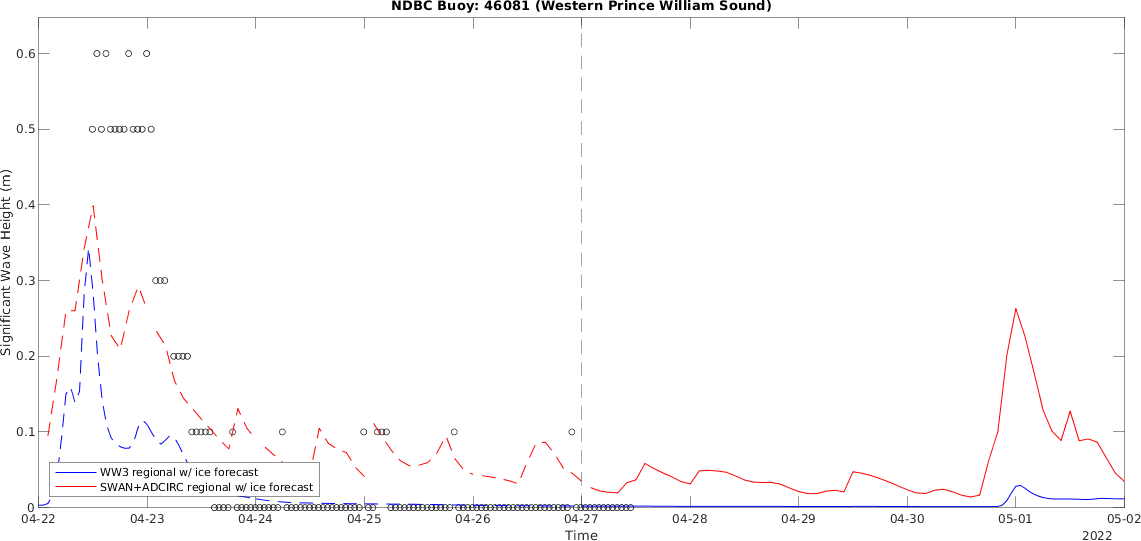 NDBC Buoy: 46081 (Western Prince William Sound)
Significant Wave Height (m)
0.6
0.5
0.4
0.3
0.2
0.1
0
WW3 regional w/ ice forecast
SWAN+ADCIRC regional w/ ice forecast
04-22 04-23 04-24 04-25 04-26 04-27 04-28 04-29 04-30 05-01 05-02
Time
2022